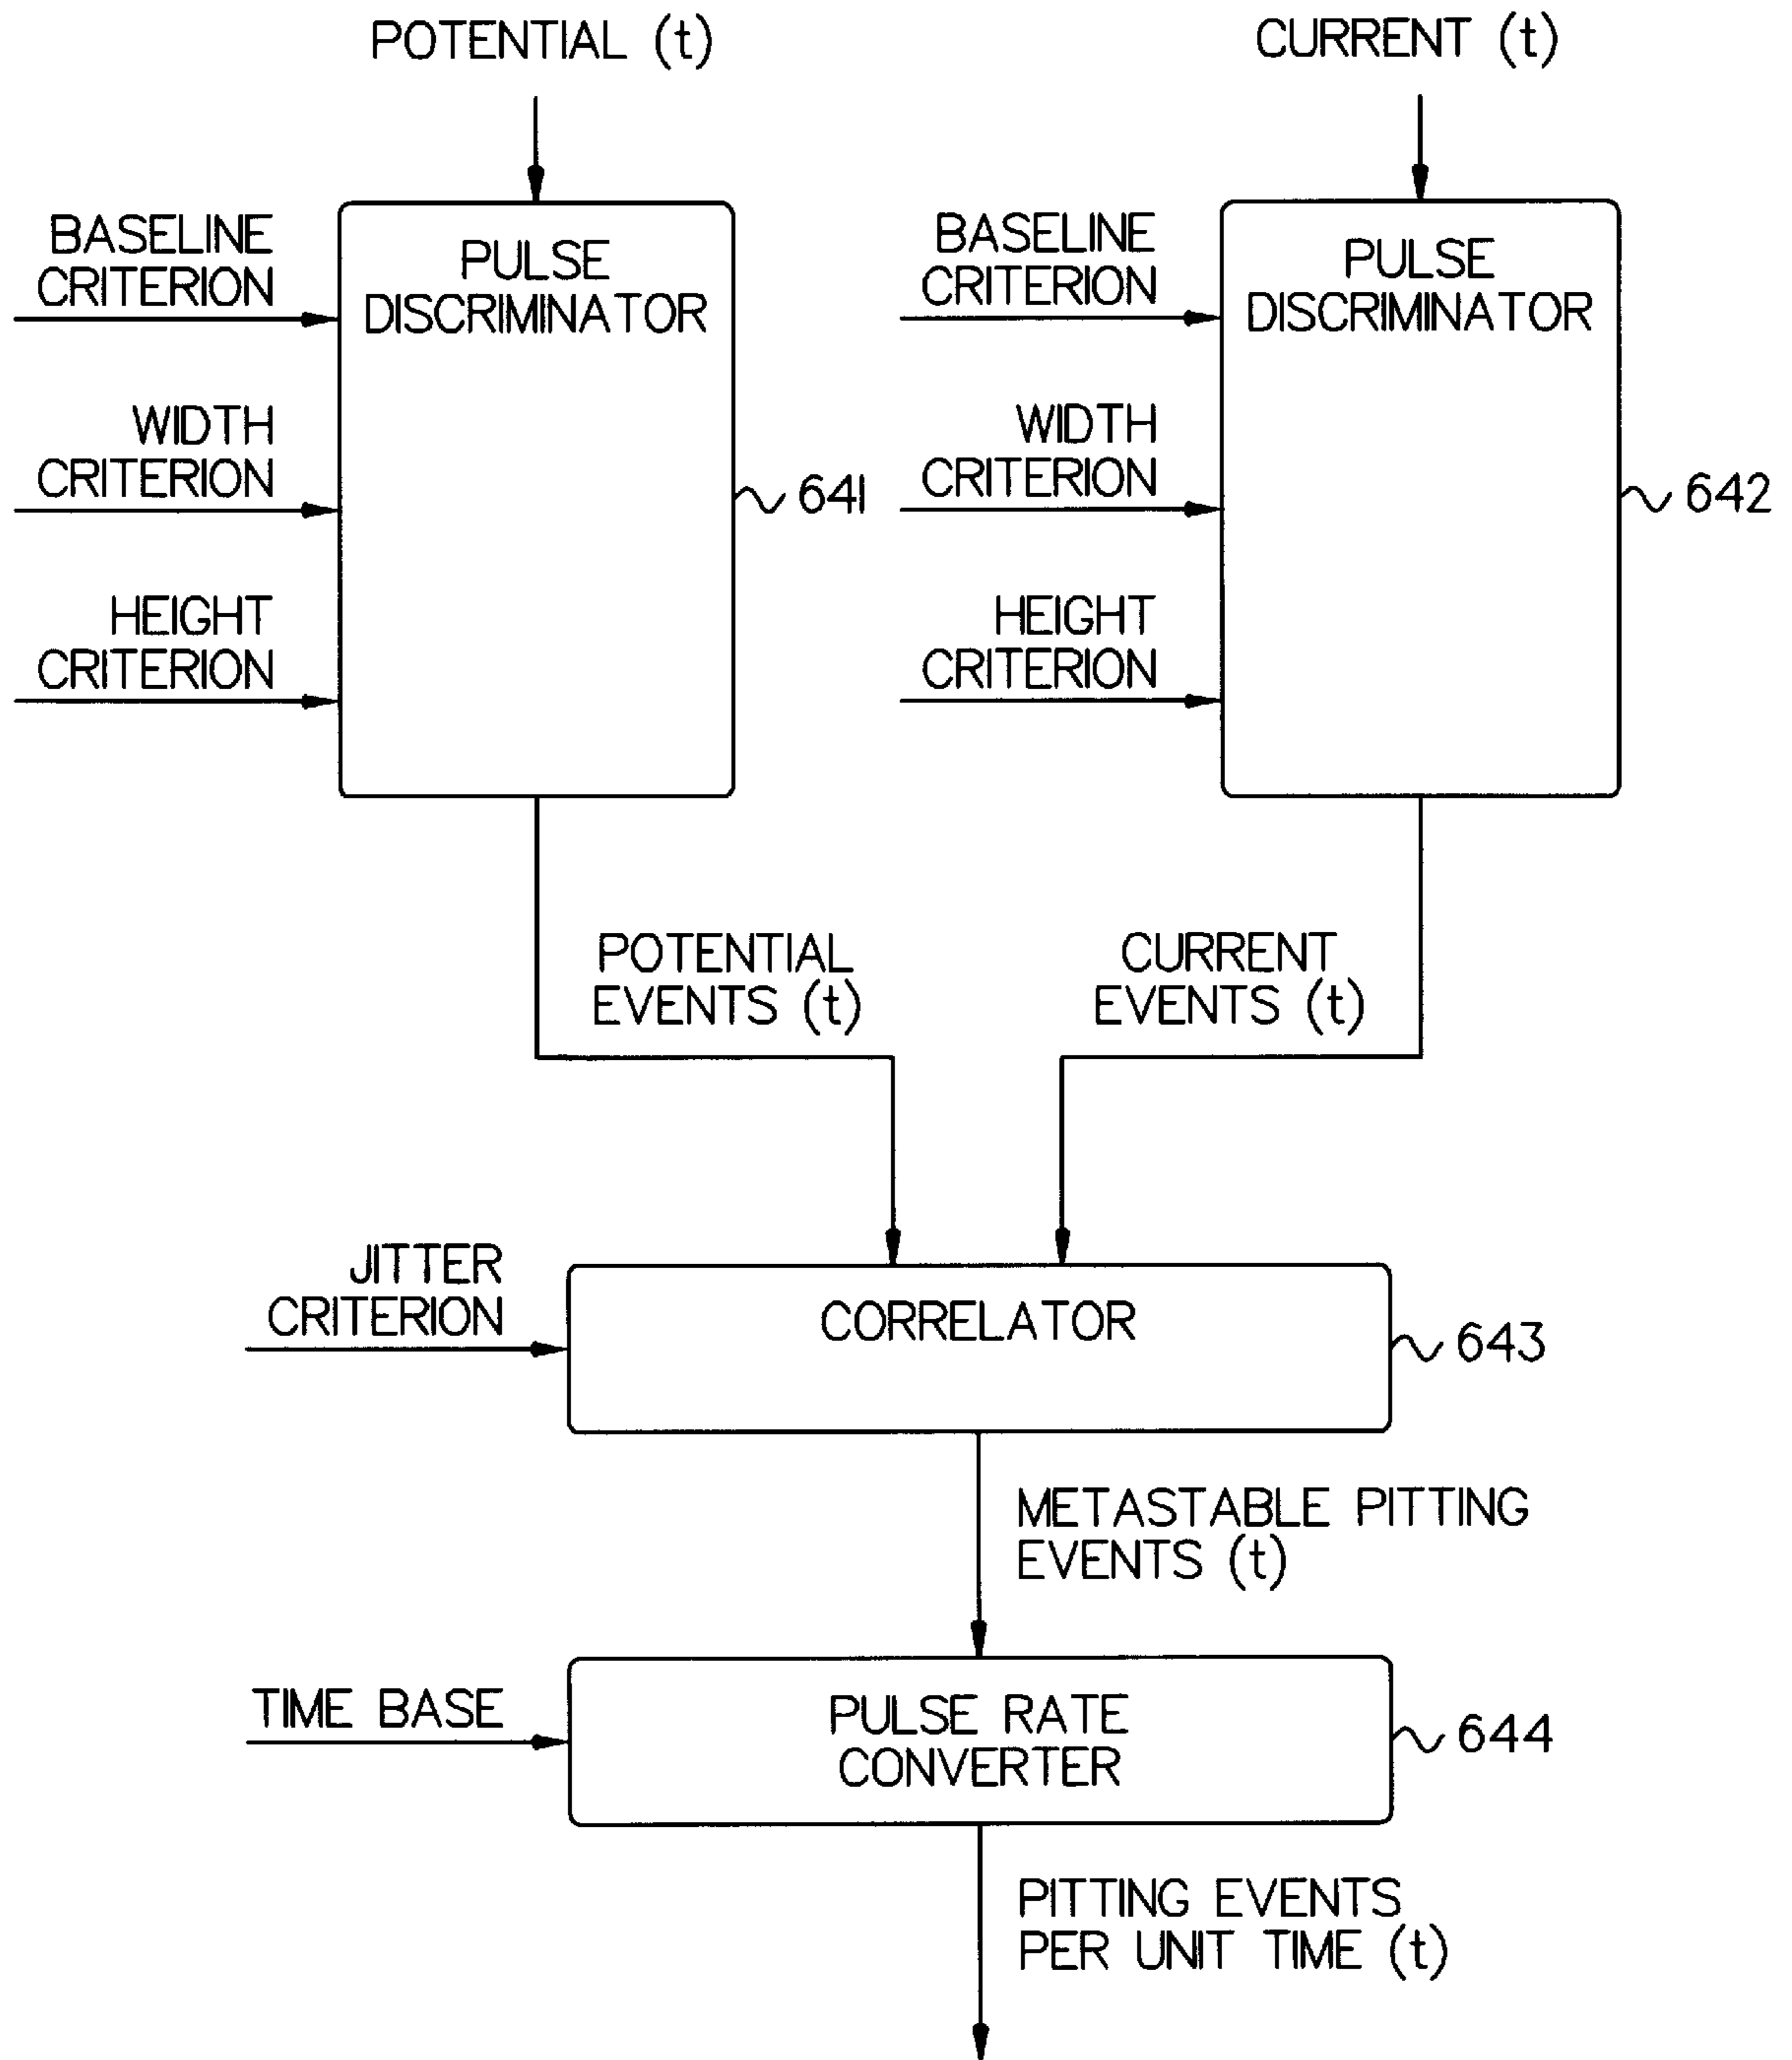 POTENTIAL (t)
CURRENT (t)
BASELINE
CRITERION
PULSE
DISCRIMINATOR
WIDTH
CRITERION
641
HEIGHT
CRITERION
BASELINE
CRITERION
PULSE
DISCRIMINATOR
WIDTH
CRITERION
642
HEIGHT
CRITERION
POTENTIAL
EVENTS (t)
CURRENT
EVENTS (t)
JITTER
CRITERION
CORRELATOR
643
METASTABLE PITTING
EVENTS (t)
TIME BASE
PULSE RATE
CONVERTER
644
PITTING EVENTS
PER UNIT TIME (t)